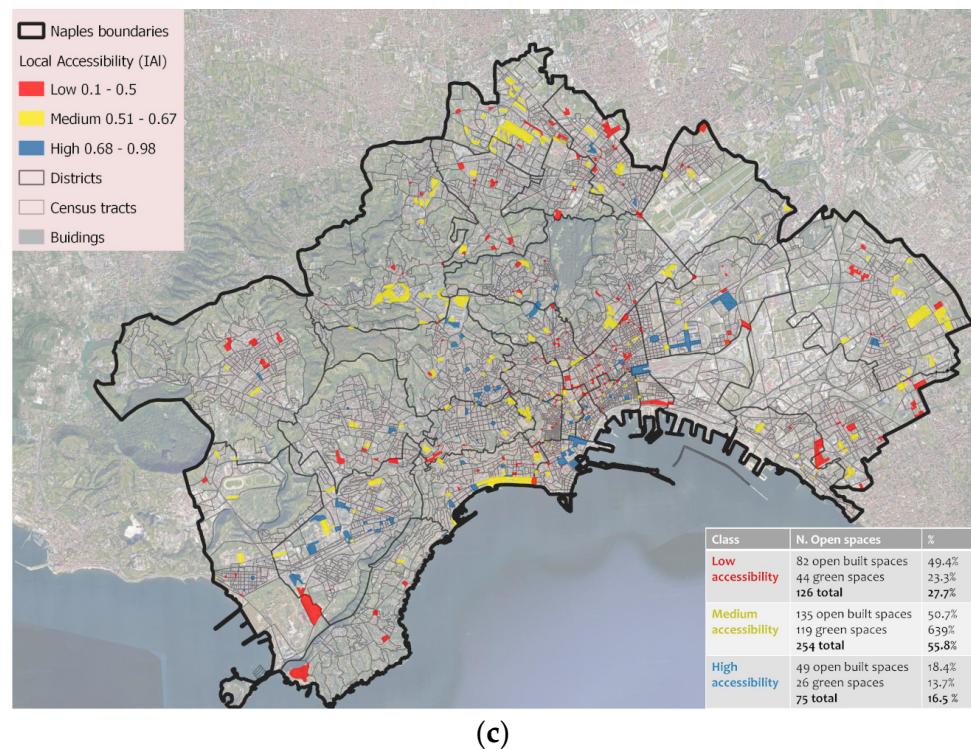 Naples boundaries
Local Accessibility (IAI)
Low 0.1 - 0.5
Medium 0.51 - 0.67
High 0.68 - 0.98
Districts
Census tracts
Buidings
Class N. Open spaces %
Low accessibility 82 open built spaces 49.4%
44 green spaces 23.3%
126 total 27.7%
Medium accessibility 135 open built spaces 50.7%
119 green spaces 639%
254 total 55.8%
High accessibility 49 open built spaces 18.4%
26 green spaces 13.7%
75 total 16.5 %
(c)